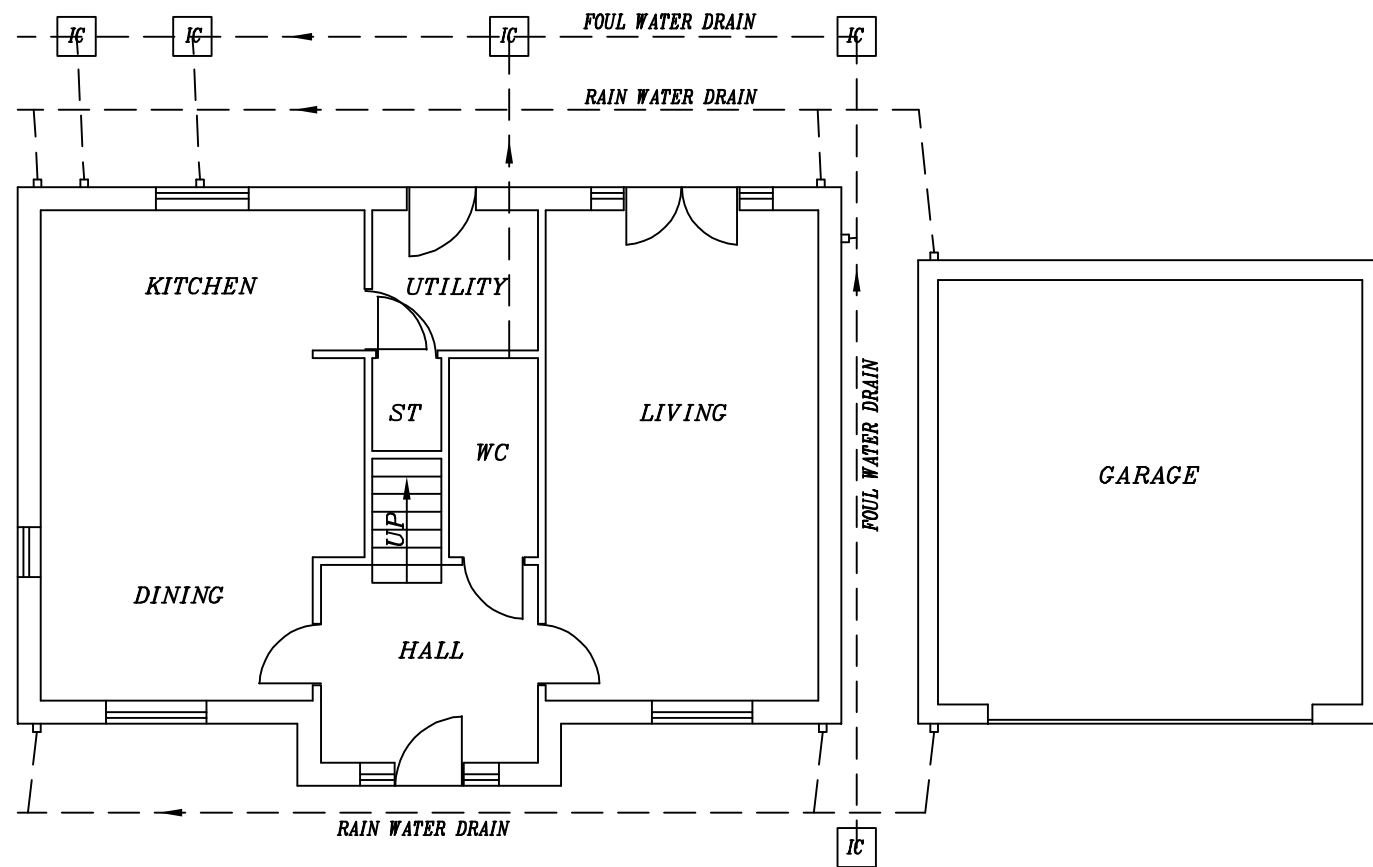 FOUL WATER DRAIN
IC
IC
IC
IC
RAIN WATER DRAIN
KITCHEN
UTILITY
FOUL WATER DRAIN
ST
LIVING
WC
GARAGE
UP
DINING
HALL
RAIN WATER DRAIN
IC